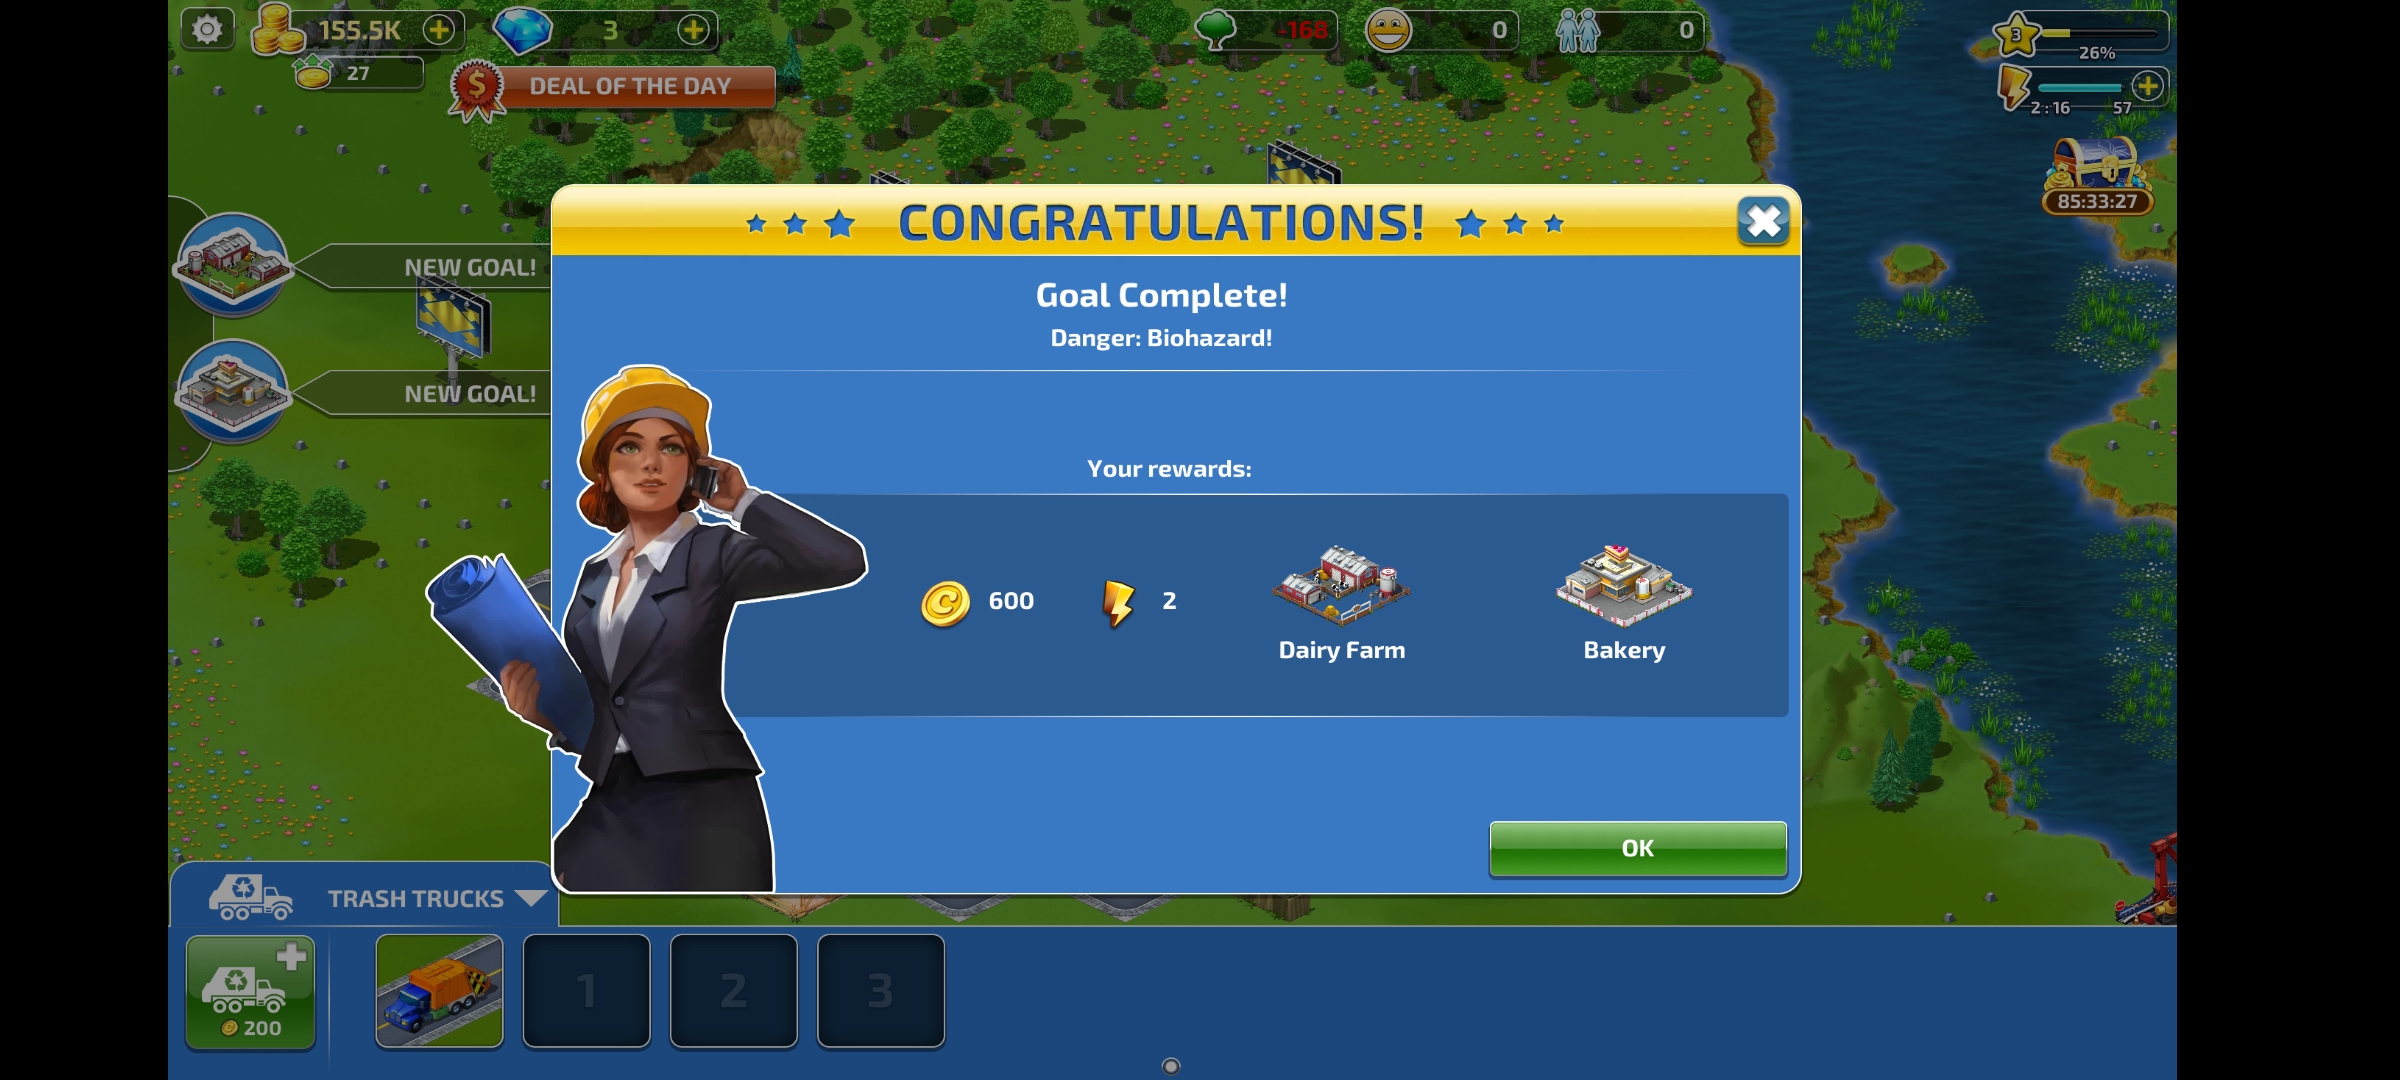 155.5K
3
-168
0
0
3
26%
27
DEAL OF THE DAY
2:16
57
85:33:27
CONGRATULATIONS!
Goal Complete!
Danger: Biohazard!
NEW GOAL!
NEW GOAL!
Your rewards:
600
2
Dairy Farm
Bakery
OK
TRASH TRUCKS
200
1
2
3